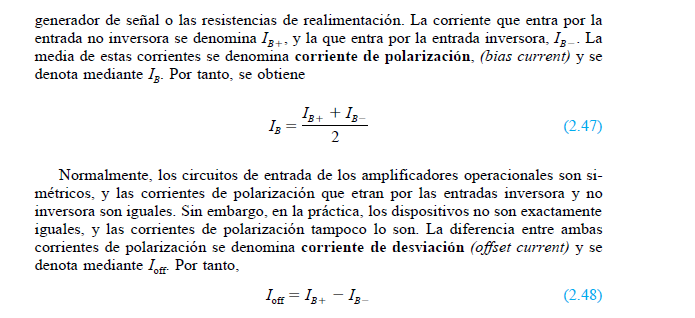 generador de señal o las resistencias de realimentación. La corriente que entra por la
entrada no inversora se denomina I_{B+}, y la que entra por la entrada inversora, I_{B−}. La
media de estas corrientes se denomina corriente de polarización, (bias current) y se
denota mediante I_B. Por tanto, se obtiene
I_B = \frac{I_{B+} + I_{B−}}{2} (2.47)
Normalmente, los circuitos de entrada de los amplificadores operacionales son si-
métricos, y las corrientes de polarización que etran por las entradas inversora y no
inversora son iguales. Sin embargo, en la práctica, los dispositivos no son exactamente
iguales, y las corrientes de polarización tampoco lo son. La diferencia entre ambas
corrientes de polarización se denomina corriente de desviación (offset current) y se
denota mediante I_{off}. Por tanto,
I_{off} = I_{B+} − I_{B−} (2.48)